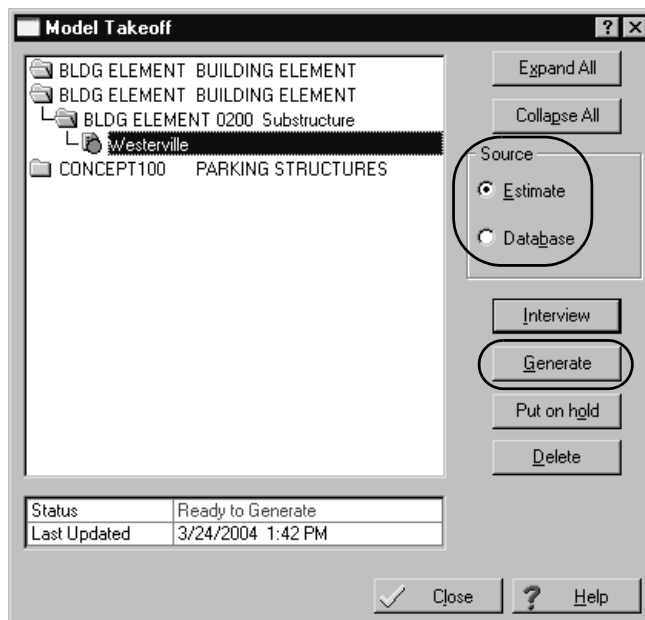 Model Takeoff
BLDG ELEMENT BUILDING ELEMENT
BLDG ELEMENT BUILDING ELEMENT
BLDG ELEMENT 0200 Substructure
Westerville
CONCEPT100 PARKING STRUCTURES
Expand All
Collapse All
Source
Estimate
Database
Interview
Generate
Put on hold
Delete
Status Ready to Generate
Last Updated 3/24/2004 1:42 PM
Close
? Help